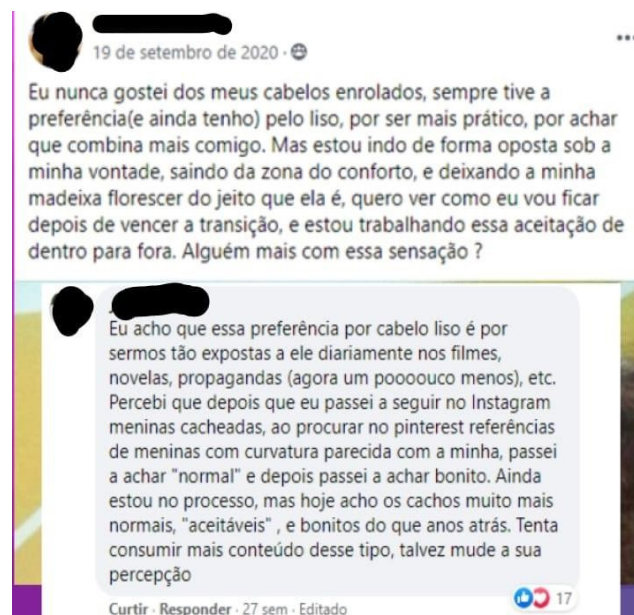 19 de setembro de 2020 ·
Eu nunca gostei dos meus cabelos enrolados, sempre tive a
preferência(e ainda tenho) pelo liso, por ser mais prático, por achar
que combina mais comigo. Mas estou indo de forma oposta sob a
minha vontade, saindo da zona do conforto, e deixando a minha
madeixa florescer do jeito que ela é, quero ver como eu vou ficar
depois de vencer a transição, e estou trabalhando essa aceitação de
dentro para fora. Alguém mais com essa sensação ?
Eu acho que essa preferência por cabelo liso é por
sermos tão expostas a ele diariamente nos filmes,
novelas, propagandas (agora um poooouco menos), etc.
Percebi que depois que eu passei a seguir no Instagram
meninas cacheadas, ao procurar no pinterest referências
de meninas com curvatura parecida com a minha, passei
a achar "normal" e depois passei a achar bonito. Ainda
estou no processo, mas hoje acho os cachos muito mais
normais, "aceitáveis" , e bonitos do que anos atrás. Tenta
consumir mais conteúdo desse tipo, talvez mude a sua
percepção
17
Curtir · Responder · 27 sem · Editado